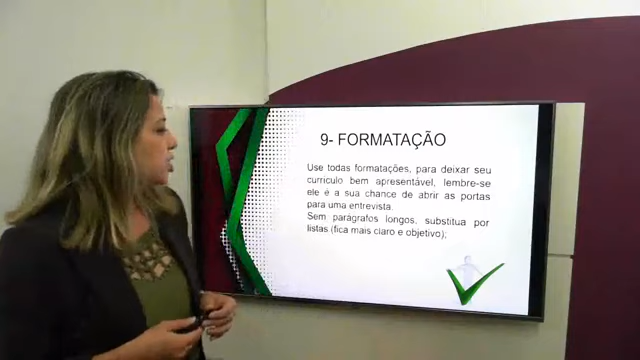 9- FORMATAÇÃO
Use todas formatações, para deixar seu
curriculo bem apresentável, lembre-se
ele é a sua chance de abrir as portas
para uma entrevista.
Sem parágrafos longos, substitua por
listas (fica mais claro e objetivo);